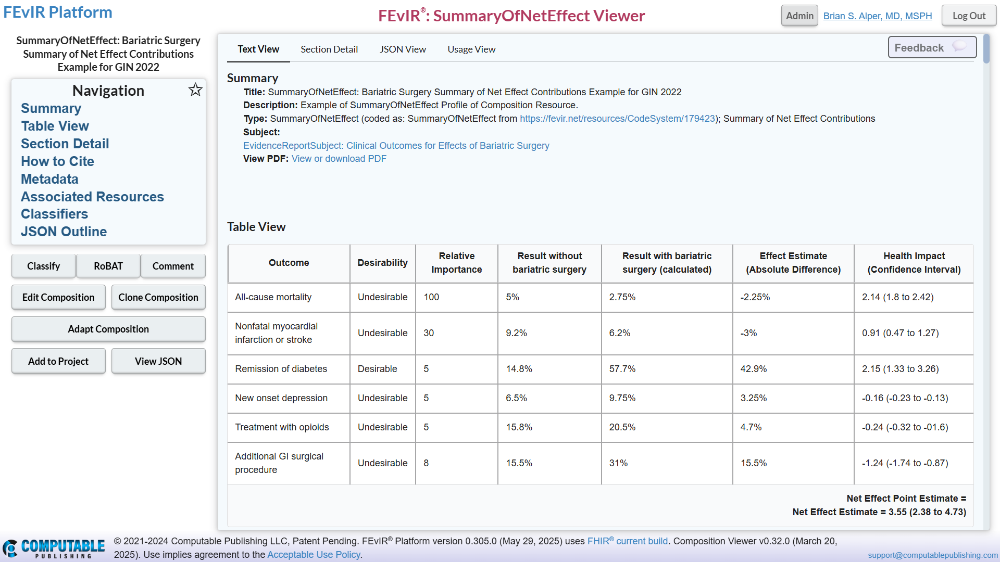 FEvIR Platform
FEvIR®: SummaryOfNetEffect Viewer
Admin
Brian S. Alper, MD, MSPH
Log Out
SummaryOfNetEffect: Bariatric Surgery
Summary of Net Effect Contributions
Example for GIN 2022
Navigation
Summary
Table View
Section Detail
How to Cite
Metadata
Associated Resources
Classifiers
JSON Outline
Classify
RoBAT
Comment
Edit Composition
Clone Composition
Adapt Composition
Add to Project
View JSON
Text View
Section Detail
JSON View
Usage View
Feedback
Summary
Title: SummaryOfNetEffect: Bariatric Surgery Summary of Net Effect Contributions Example for GIN 2022
Description: Example of SummaryOfNetEffect Profile of Composition Resource.
Type: SummaryOfNetEffect (coded as: SummaryOfNetEffect from https://fevir.net/resources/CodeSystem/179423); Summary of Net Effect Contributions
Subject:
EvidenceReportSubject: Clinical Outcomes for Effects of Bariatric Surgery
View PDF: View or download PDF
Table View
Outcome
Desirability
Relative
Importance
Result without
bariatric surgery
Result with bariatric
surgery (calculated)
Effect Estimate
(Absolute Difference)
Health Impact
(Confidence Interval)
All-cause mortality
Undesirable
100
5%
2.75%
-2.25%
2.14 (1.8 to 2.42)
Nonfatal myocardial
infarction or stroke
Undesirable
30
9.2%
6.2%
-3%
0.91 (0.47 to 1.27)
Remission of diabetes
Desirable
5
14.8%
57.7%
42.9%
2.15 (1.33 to 3.26)
New onset depression
Undesirable
5
6.5%
9.75%
3.25%
-0.16 (-0.23 to -0.13)
Treatment with opioids
Undesirable
5
15.8%
20.5%
4.7%
-0.24 (-0.32 to -01.6)
Additional GI surgical
procedure
Undesirable
8
15.5%
31%
15.5%
-1.24 (-1.74 to -0.87)
Net Effect Point Estimate =
Net Effect Estimate = 3.55 (2.38 to 4.73)
COMPUTABLE
PUBLISHING
© 2021-2024 Computable Publishing LLC, Patent Pending. FEvIR® Platform version 0.305.0 (May 29, 2025) uses FHIR® current build. Composition Viewer v0.32.0 (March 20,
2025). Use implies agreement to the Acceptable Use Policy.
support@computablepublishing.com